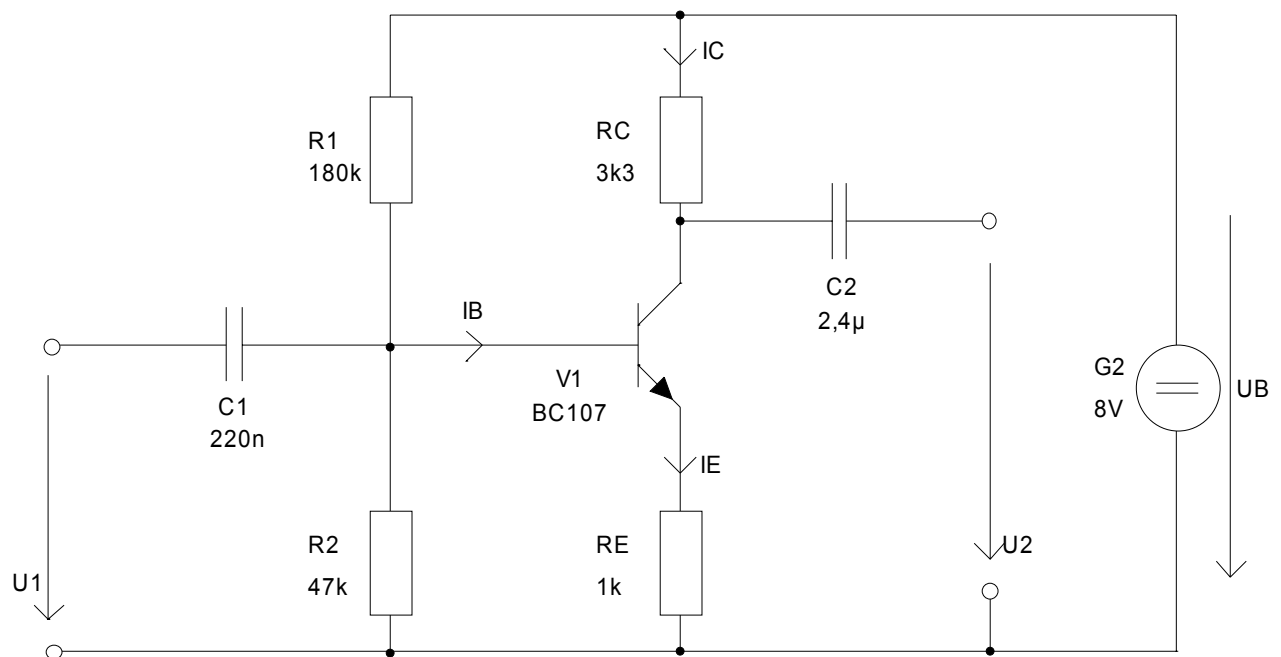 IC
R1
180k
RC
3k3
C2
2,4µ
IB
V1
BC107
C1
220n
G2
8V
UB
IE
R2
47k
RE
1k
U1
U2